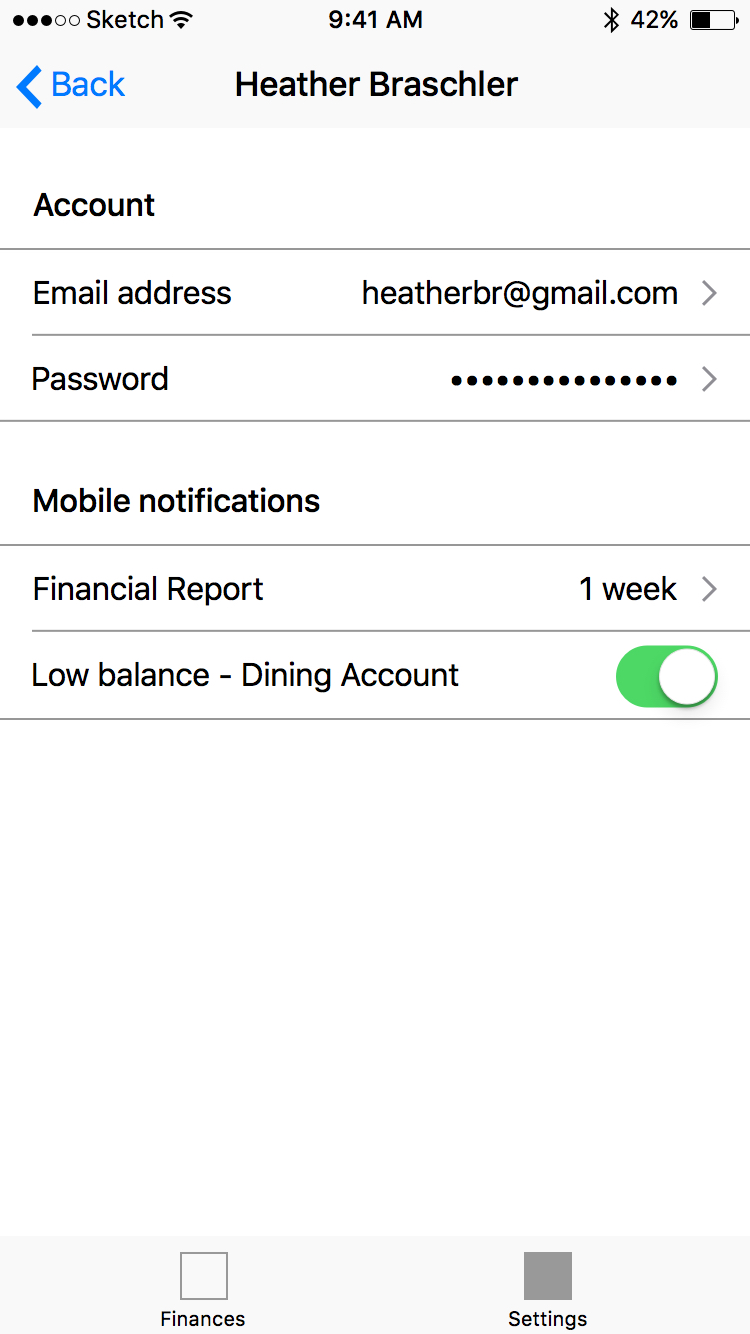 Sketch 9:41 AM 42%
Back Heather Braschler
Account
Email address heatherbr@gmail.com
Password •••••••••••••••
Mobile notifications
Financial Report 1 week
Low balance - Dining Account
Finances Settings